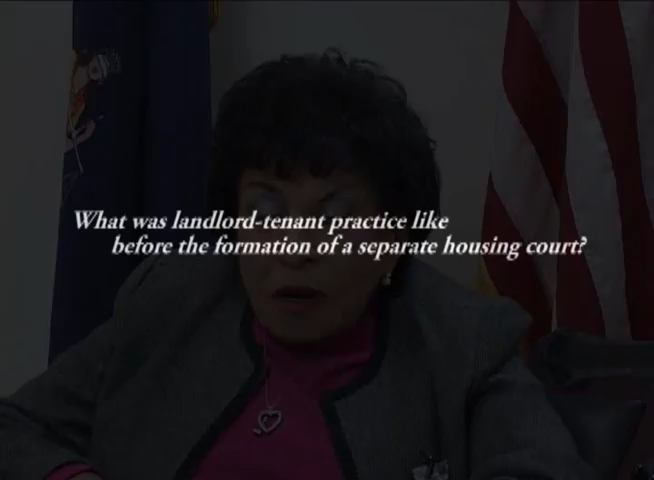 What was landlord-tenant practice like
before the formation of a separate housing court?